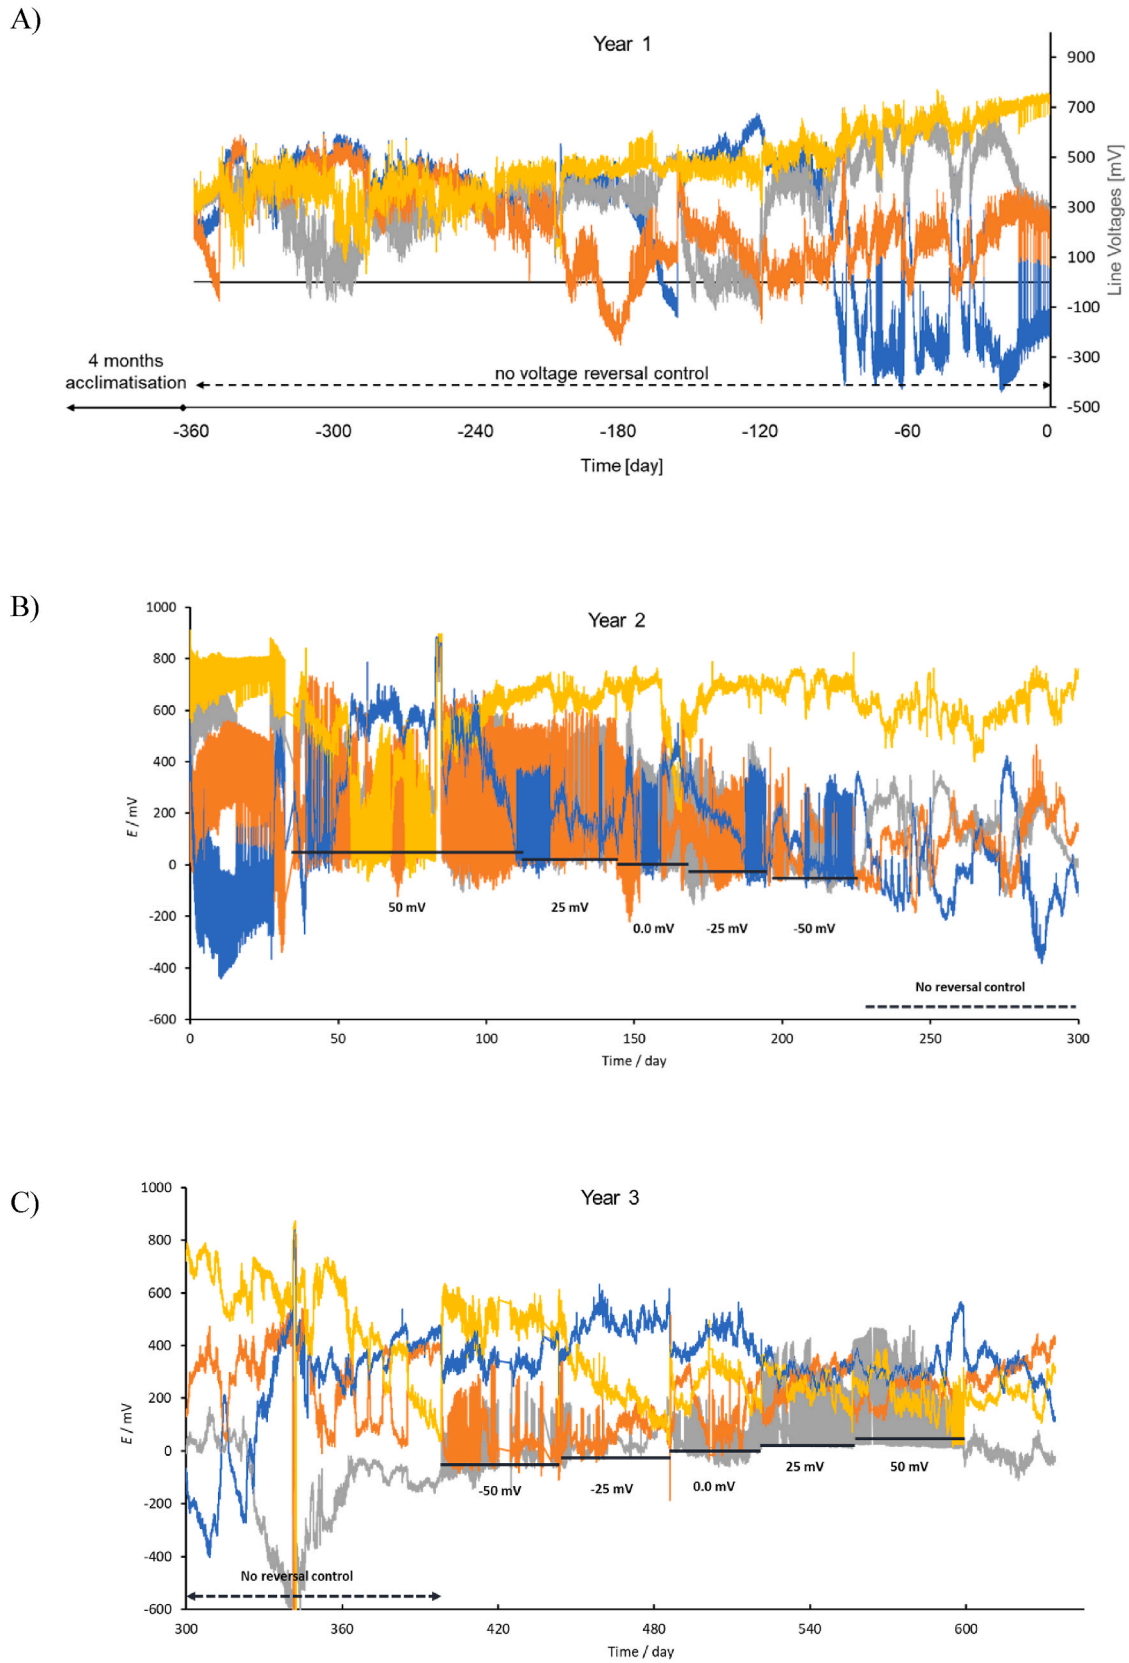 A)
Year 1
900
700
500
300
100
-100
-300
-500
Line Voltages [mV]
4 months
acclimatisation
no voltage reversal control
-360
-300
-240
-180
-120
-60
0
Time [day]
B)
Year 2
1000
800
600
400
200
0
-200
-400
-600
E / mV
50 mV
25 mV
0.0 mV
-25 mV
-50 mV
No reversal control
0
50
100
150
200
250
300
Time / day
C)
Year 3
1000
800
600
400
200
0
-200
-400
-600
E / mV
-50 mV
-25 mV
0.0 mV
25 mV
50 mV
No reversal control
300
360
420
480
540
600
Time / day